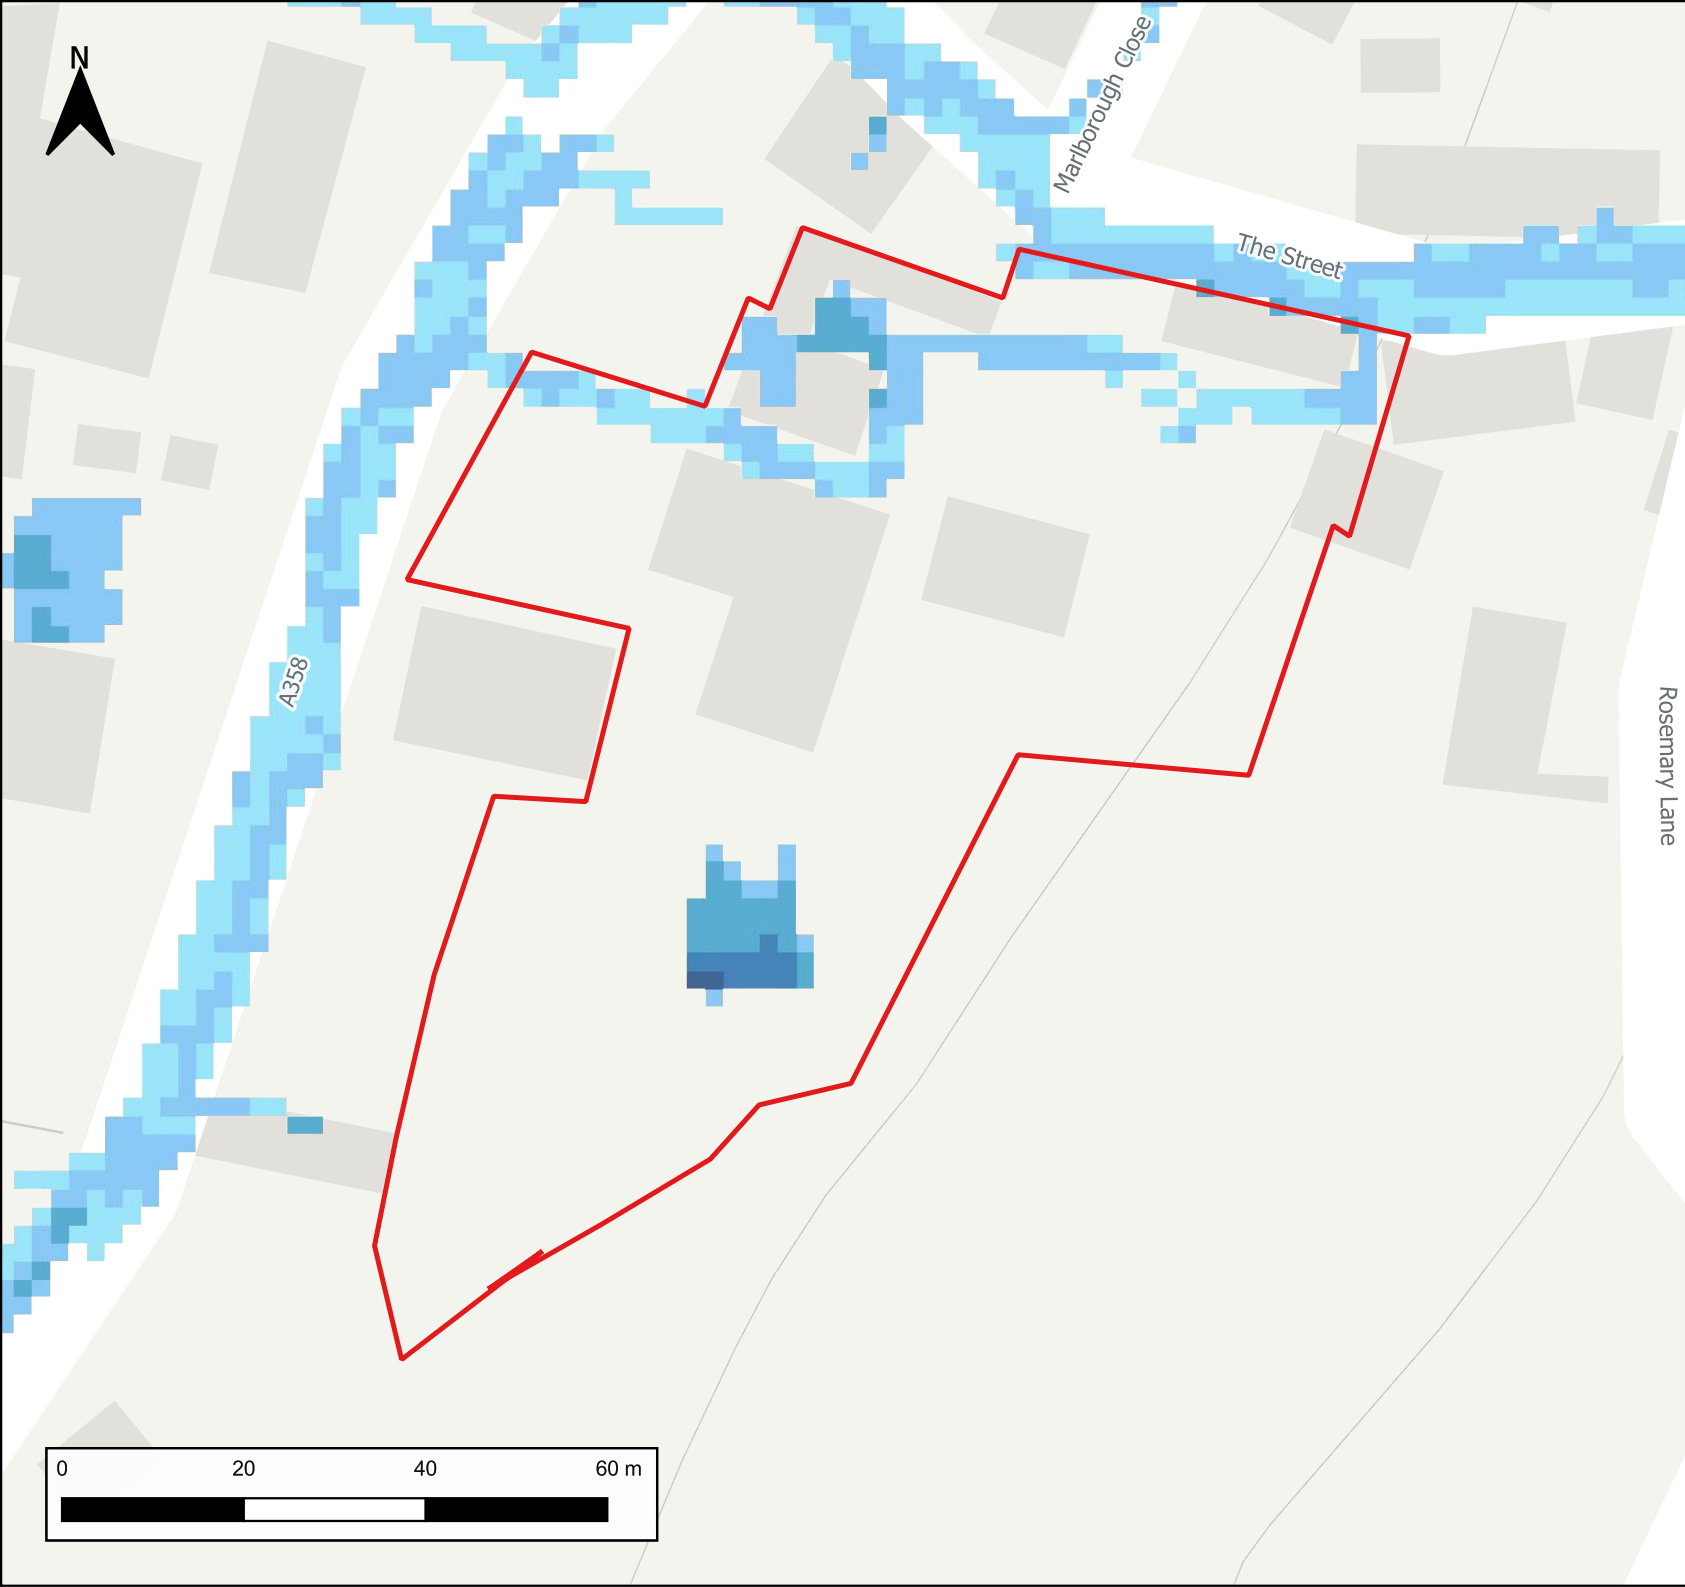 N
Marlborough Close
The Street
A358
Rosemary Lane
0 20 40 60 m